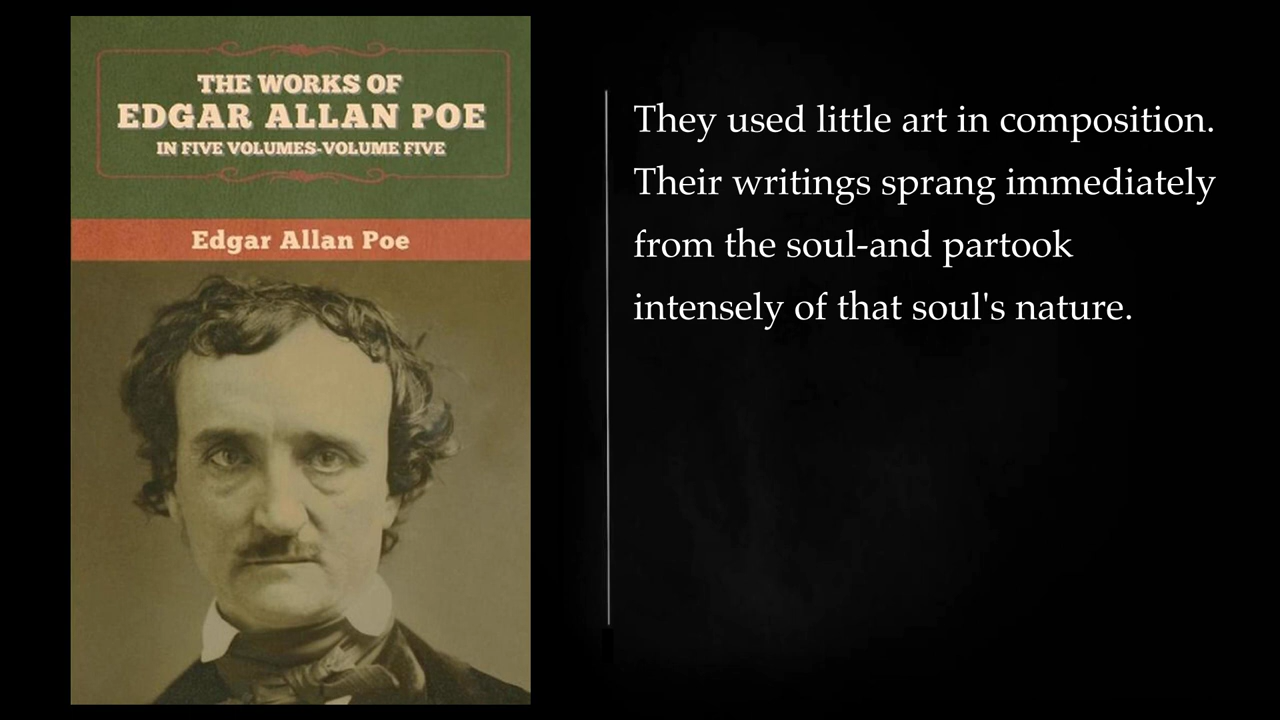 THE WORKS OF
EDGAR ALLAN POE
IN FIVE VOLUMES-VOLUME FIVE
Edgar Allan Poe
They used little art in composition.
Their writings sprang immediately
from the soul-and partook
intensely of that soul's nature.